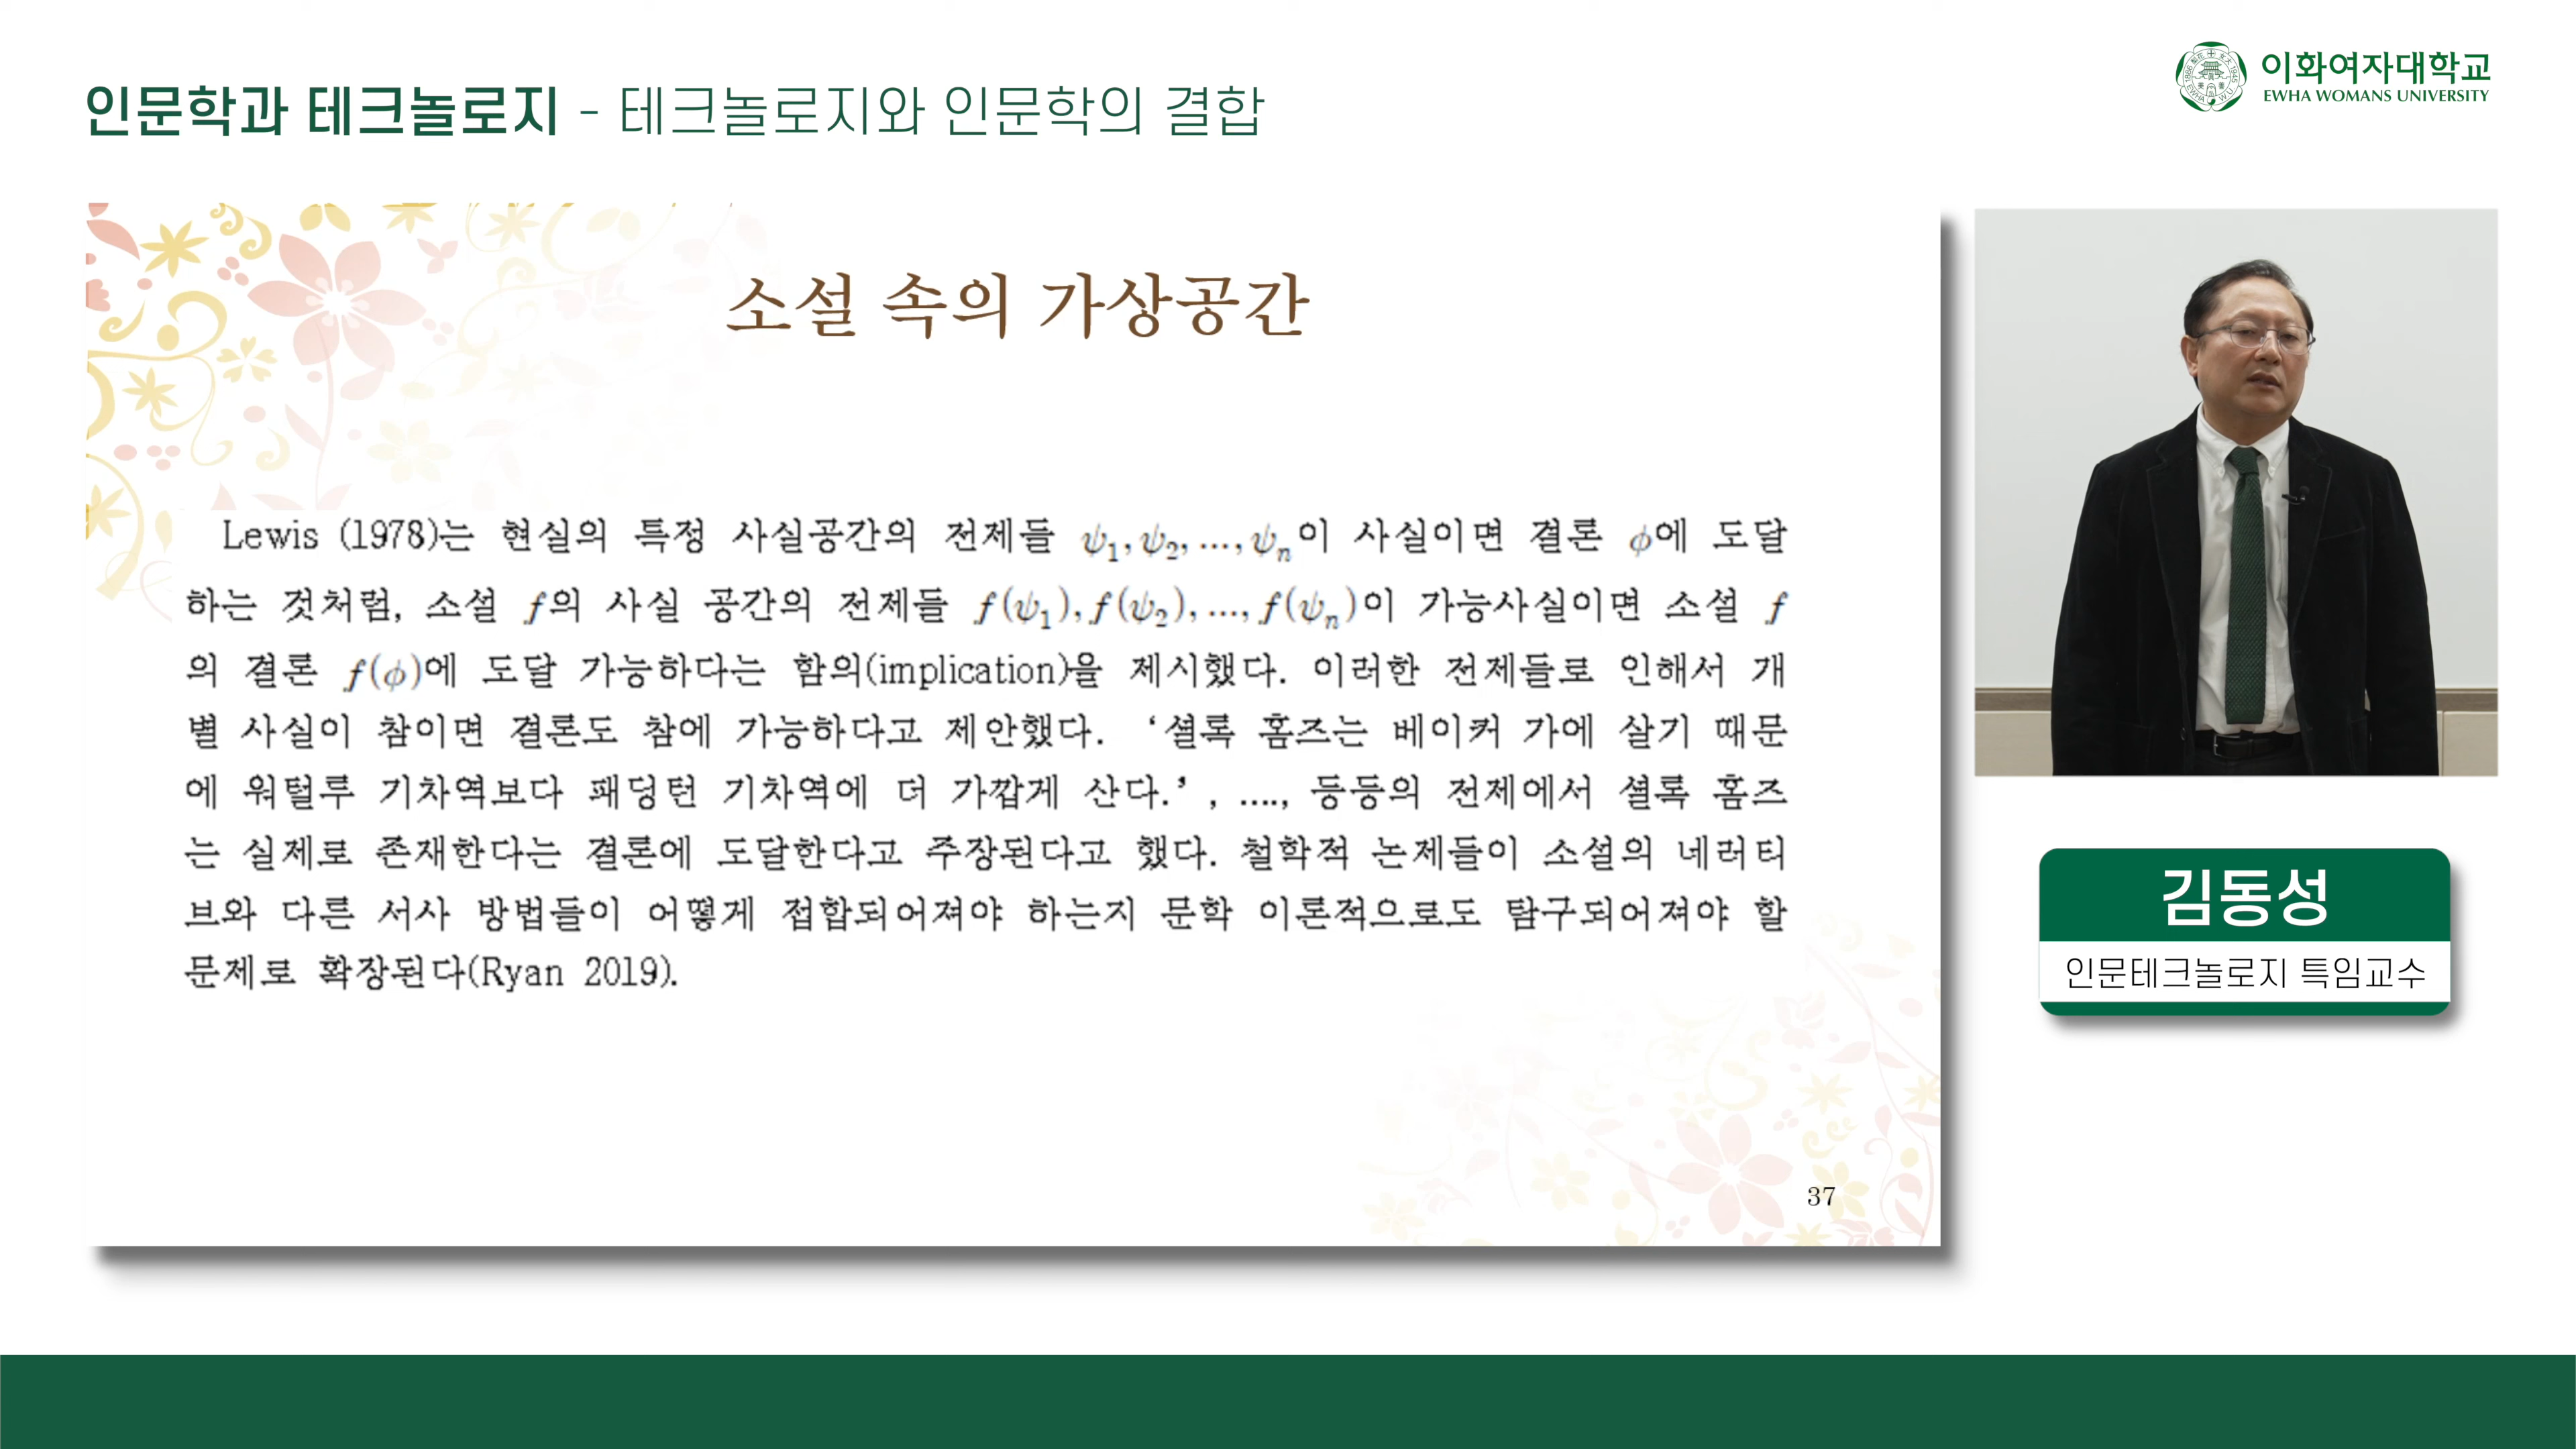 인문학과 테크놀로지 - 테크놀로지와 인문학의 결합
이화여자대학교
EWHA WOMANS UNIVERSITY
소설 속의 가상공간
Lewis (1978)는 현실의 특정 사실공간의 전제들 ψ₁, ψ₂, ..., ψₙ이 사실이면 결론 ϕ에 도달
하는 것처럼, 소설 f의 사실 공간의 전제들 f(ψ₁), f(ψ₂), ..., f(ψₙ)이 가능사실이면 소설 f
의 결론 f(ϕ)에 도달 가능하다는 함의(implication)을 제시했다. 이러한 전제들로 인해서 개
별 사실이 참이면 결론도 참에 가능하다고 제안했다. ‘셜록 홈즈는 베이커 가에 살기 때문
에 워털루 기차역보다 패딩턴 기차역에 더 가깝게 산다.’ , ...., 등등의 전제에서 셜록 홈즈
는 실제로 존재한다는 결론에 도달한다고 주장된다고 했다. 철학적 논제들이 소설의 네러티
브와 다른 서사 방법들이 어떻게 접합되어져야 하는지 문학 이론적으로도 탐구되어져야 할
문제로 확장된다(Ryan 2019).
37
김동성
인문테크놀로지 특임교수